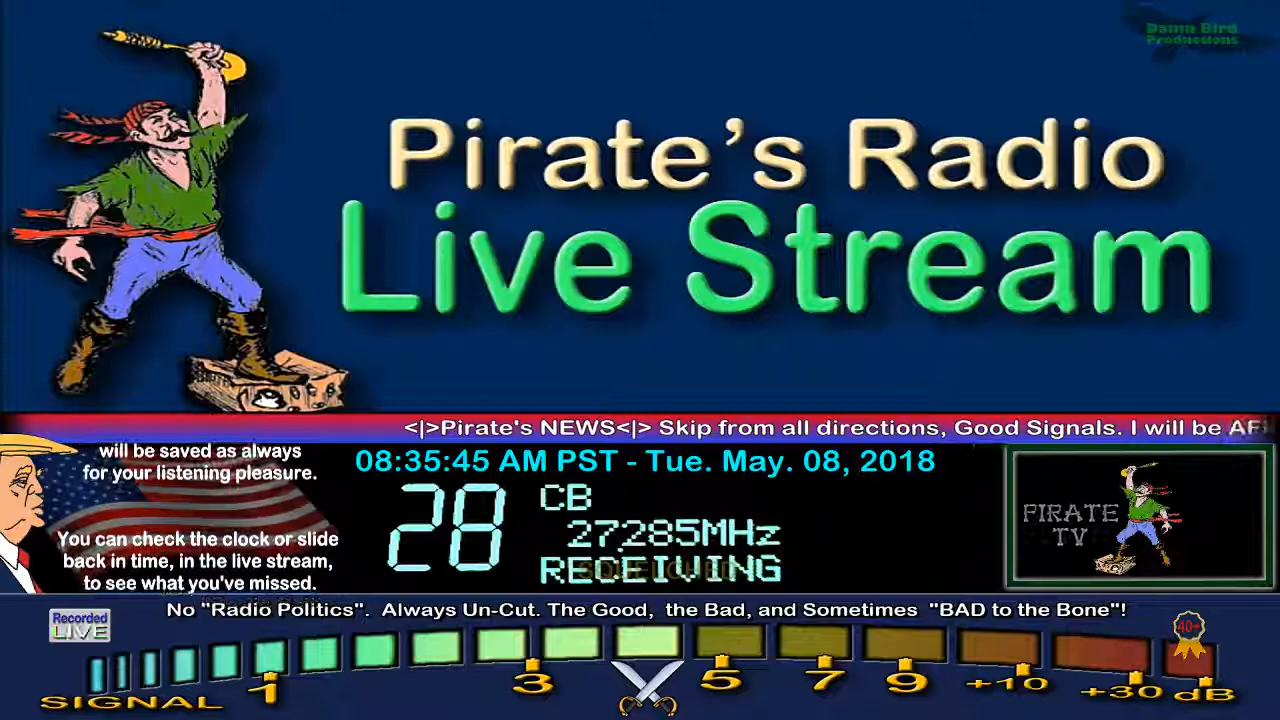 Damn Bird
Productions
Pirate's Radio
Live Stream
<|>Pirate's NEWS<|> Skip from all directions, Good Signals. I will be AF
will be saved as always
for your listening pleasure.
You can check the clock or slide
back in time, in the live stream,
to see what you've missed.
08:35:45 AM PST - Tue. May. 08, 2018
28
CB
27.285MHz
RECEIVING
PIRATE
TV
No "Radio Politics". Always Un-Cut. The Good, the Bad, and Sometimes "BAD to the Bone"!
Recorded
LIVE
40+
SIGNAL 1 3 5 7 9 +10 +30 dB